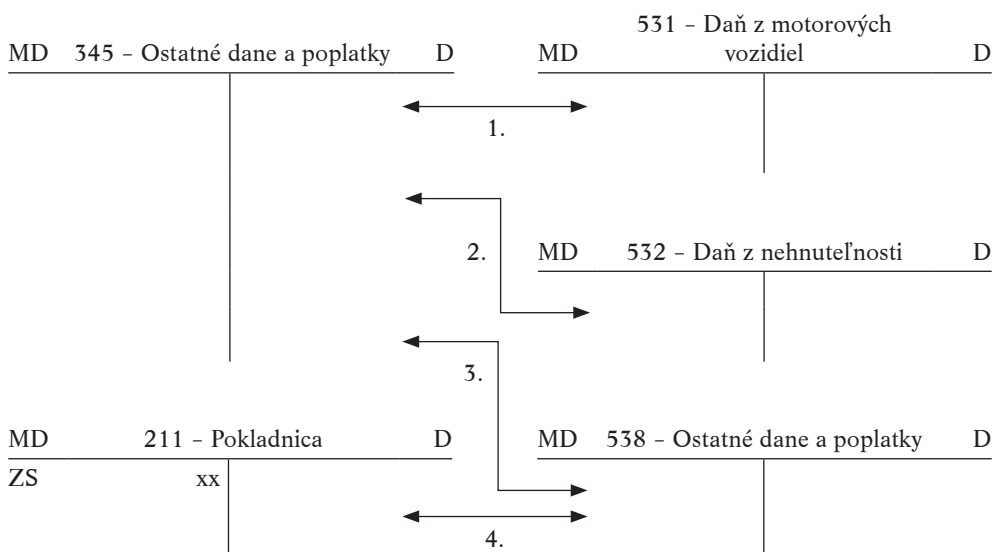 MD 345 – Ostatné dane a poplatky D
531 – Daň z motorových
MD vozidiel D
1.
2.
MD 532 – Daň z nehnuteľnosti D
3.
MD 211 – Pokladnica D
MD 538 – Ostatné dane a poplatky D
ZS xx
4.